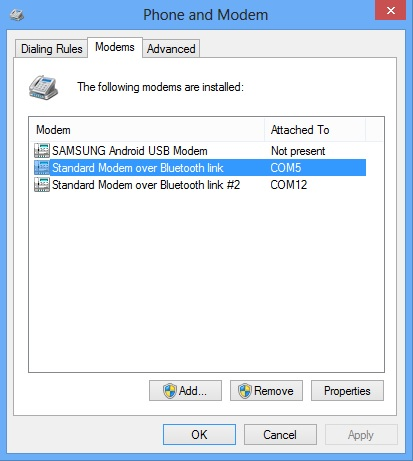 Phone and Modem
Dialing Rules Modems Advanced
The following modems are installed:
Modem Attached To
SAMSUNG Android USB Modem Not present
Standard Modem over Bluetooth link COM5
Standard Modem over Bluetooth link #2 COM12
Add... Remove Properties
OK Cancel Apply